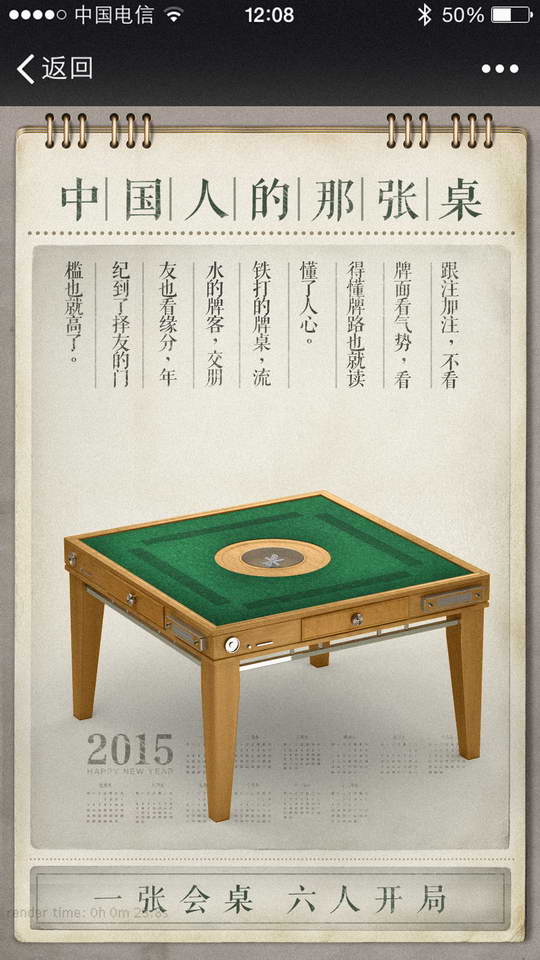 中国电信
12:08
50%
返回
中国人的那张桌
跟注加注，不看
牌面看气势，看
得懂牌路也就读
懂了人心。
铁打的牌桌，流
水的牌客，交朋
友也看缘分，年
纪到了择友的门
槛也就高了。
2015
HAPPY NEW YEAR
一张会桌 六人开局
render time: 0h 0m